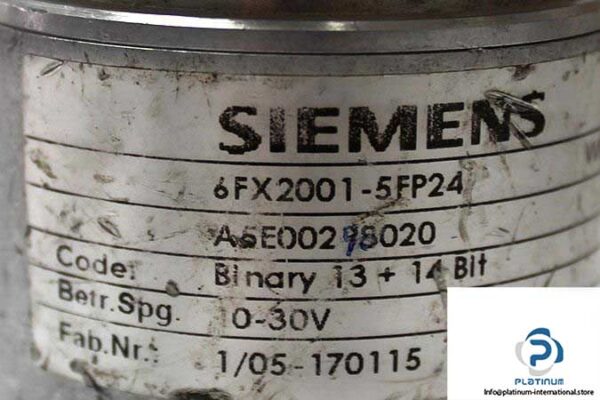 SIEMENS
6FX2001-5FP24
A5E00298020
Code: Binary 13 + 14 Bit
Betr.Spg. 10-30V
Fab.Nr.: 1/05-170115
PLATINUM
Info@platinum-international.store